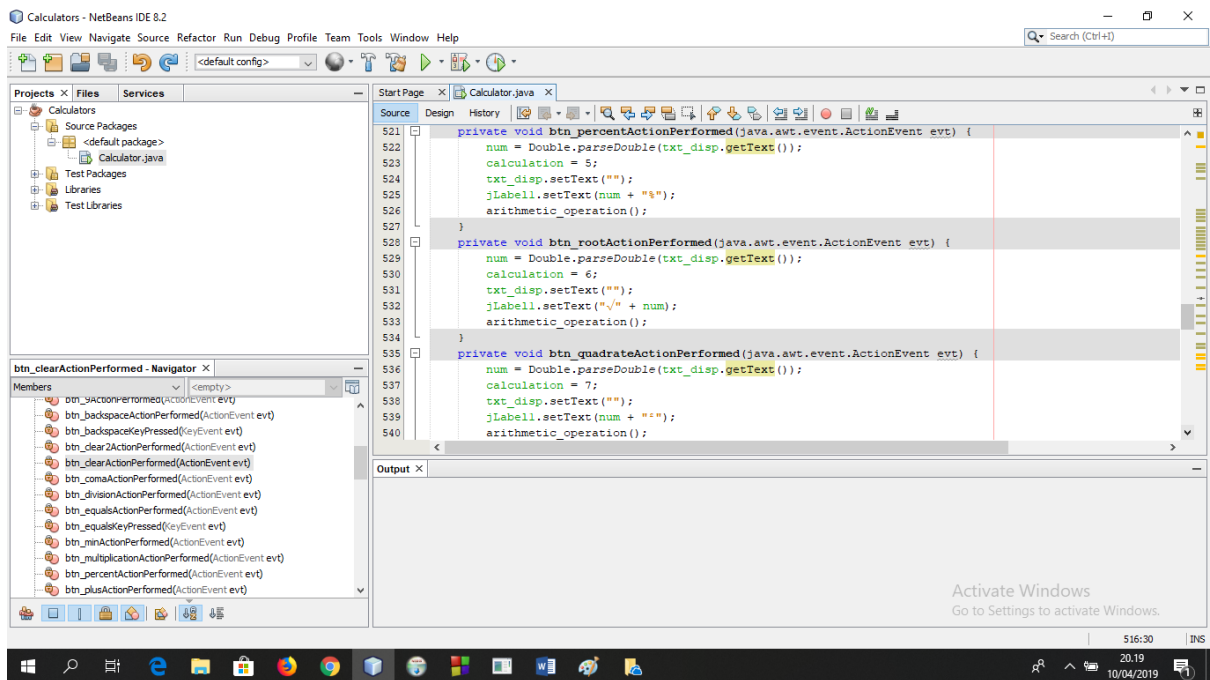 Calculators - NetBeans IDE 8.2
File Edit View Navigate Source Refactor Run Debug Profile Team Tools Window Help
Search (Ctrl+I)
<default config>
Projects Files Services
Calculators
Source Packages
<default package>
Calculator.java
Test Packages
Libraries
Test Libraries
btn_clearActionPerformed - Navigator
Members <empty>
btn_9ActionPerformed(ActionEvent evt)
btn_backspaceActionPerformed(ActionEvent evt)
btn_backspaceKeyPressed(KeyEvent evt)
btn_clear2ActionPerformed(ActionEvent evt)
btn_clearActionPerformed(ActionEvent evt)
btn_comaActionPerformed(ActionEvent evt)
btn_divisionActionPerformed(ActionEvent evt)
btn_equalsActionPerformed(ActionEvent evt)
btn_equalsKeyPressed(KeyEvent evt)
btn_minActionPerformed(ActionEvent evt)
btn_multiplicationActionPerformed(ActionEvent evt)
btn_percentActionPerformed(ActionEvent evt)
btn_plusActionPerformed(ActionEvent evt)
Start Page Calculator.java
Source Design History
521 private void btn_percentActionPerformed(java.awt.event.ActionEvent evt) {
522 num = Double.parseDouble(txt_disp.getText());
523 calculation = 5;
524 txt_disp.setText("");
525 jLabel1.setText(num + "%");
526 arithmetic_operation();
527 }
528 private void btn_rootActionPerformed(java.awt.event.ActionEvent evt) {
529 num = Double.parseDouble(txt_disp.getText());
530 calculation = 6;
531 txt_disp.setText("");
532 jLabel1.setText("√" + num);
533 arithmetic_operation();
534 }
535 private void btn_quadrateActionPerformed(java.awt.event.ActionEvent evt) {
536 num = Double.parseDouble(txt_disp.getText());
537 calculation = 7;
538 txt_disp.setText("");
539 jLabel1.setText(num + "²");
540 arithmetic_operation();
Output
Activate Windows
Go to Settings to activate Windows.
516:30 INS
20.19
10/04/2019